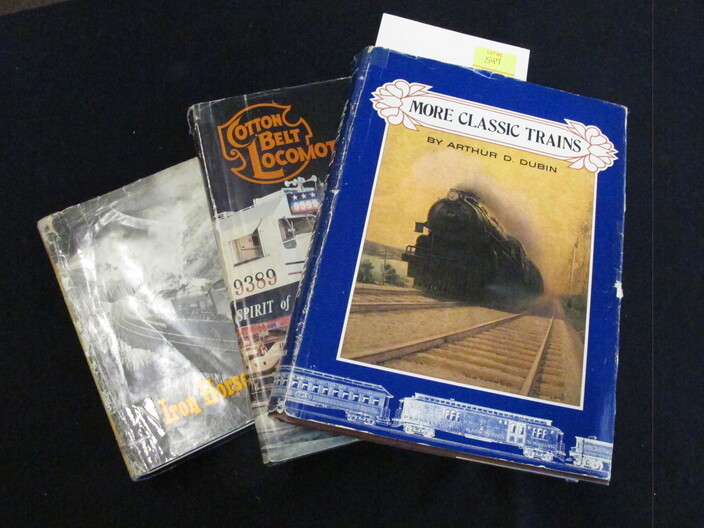 MORE CLASSIC TRAINS
BY ARTHUR D. DUBIN
COTTON
BELT
LOCOMOT
9389
SPIRIT of
Iron Horse